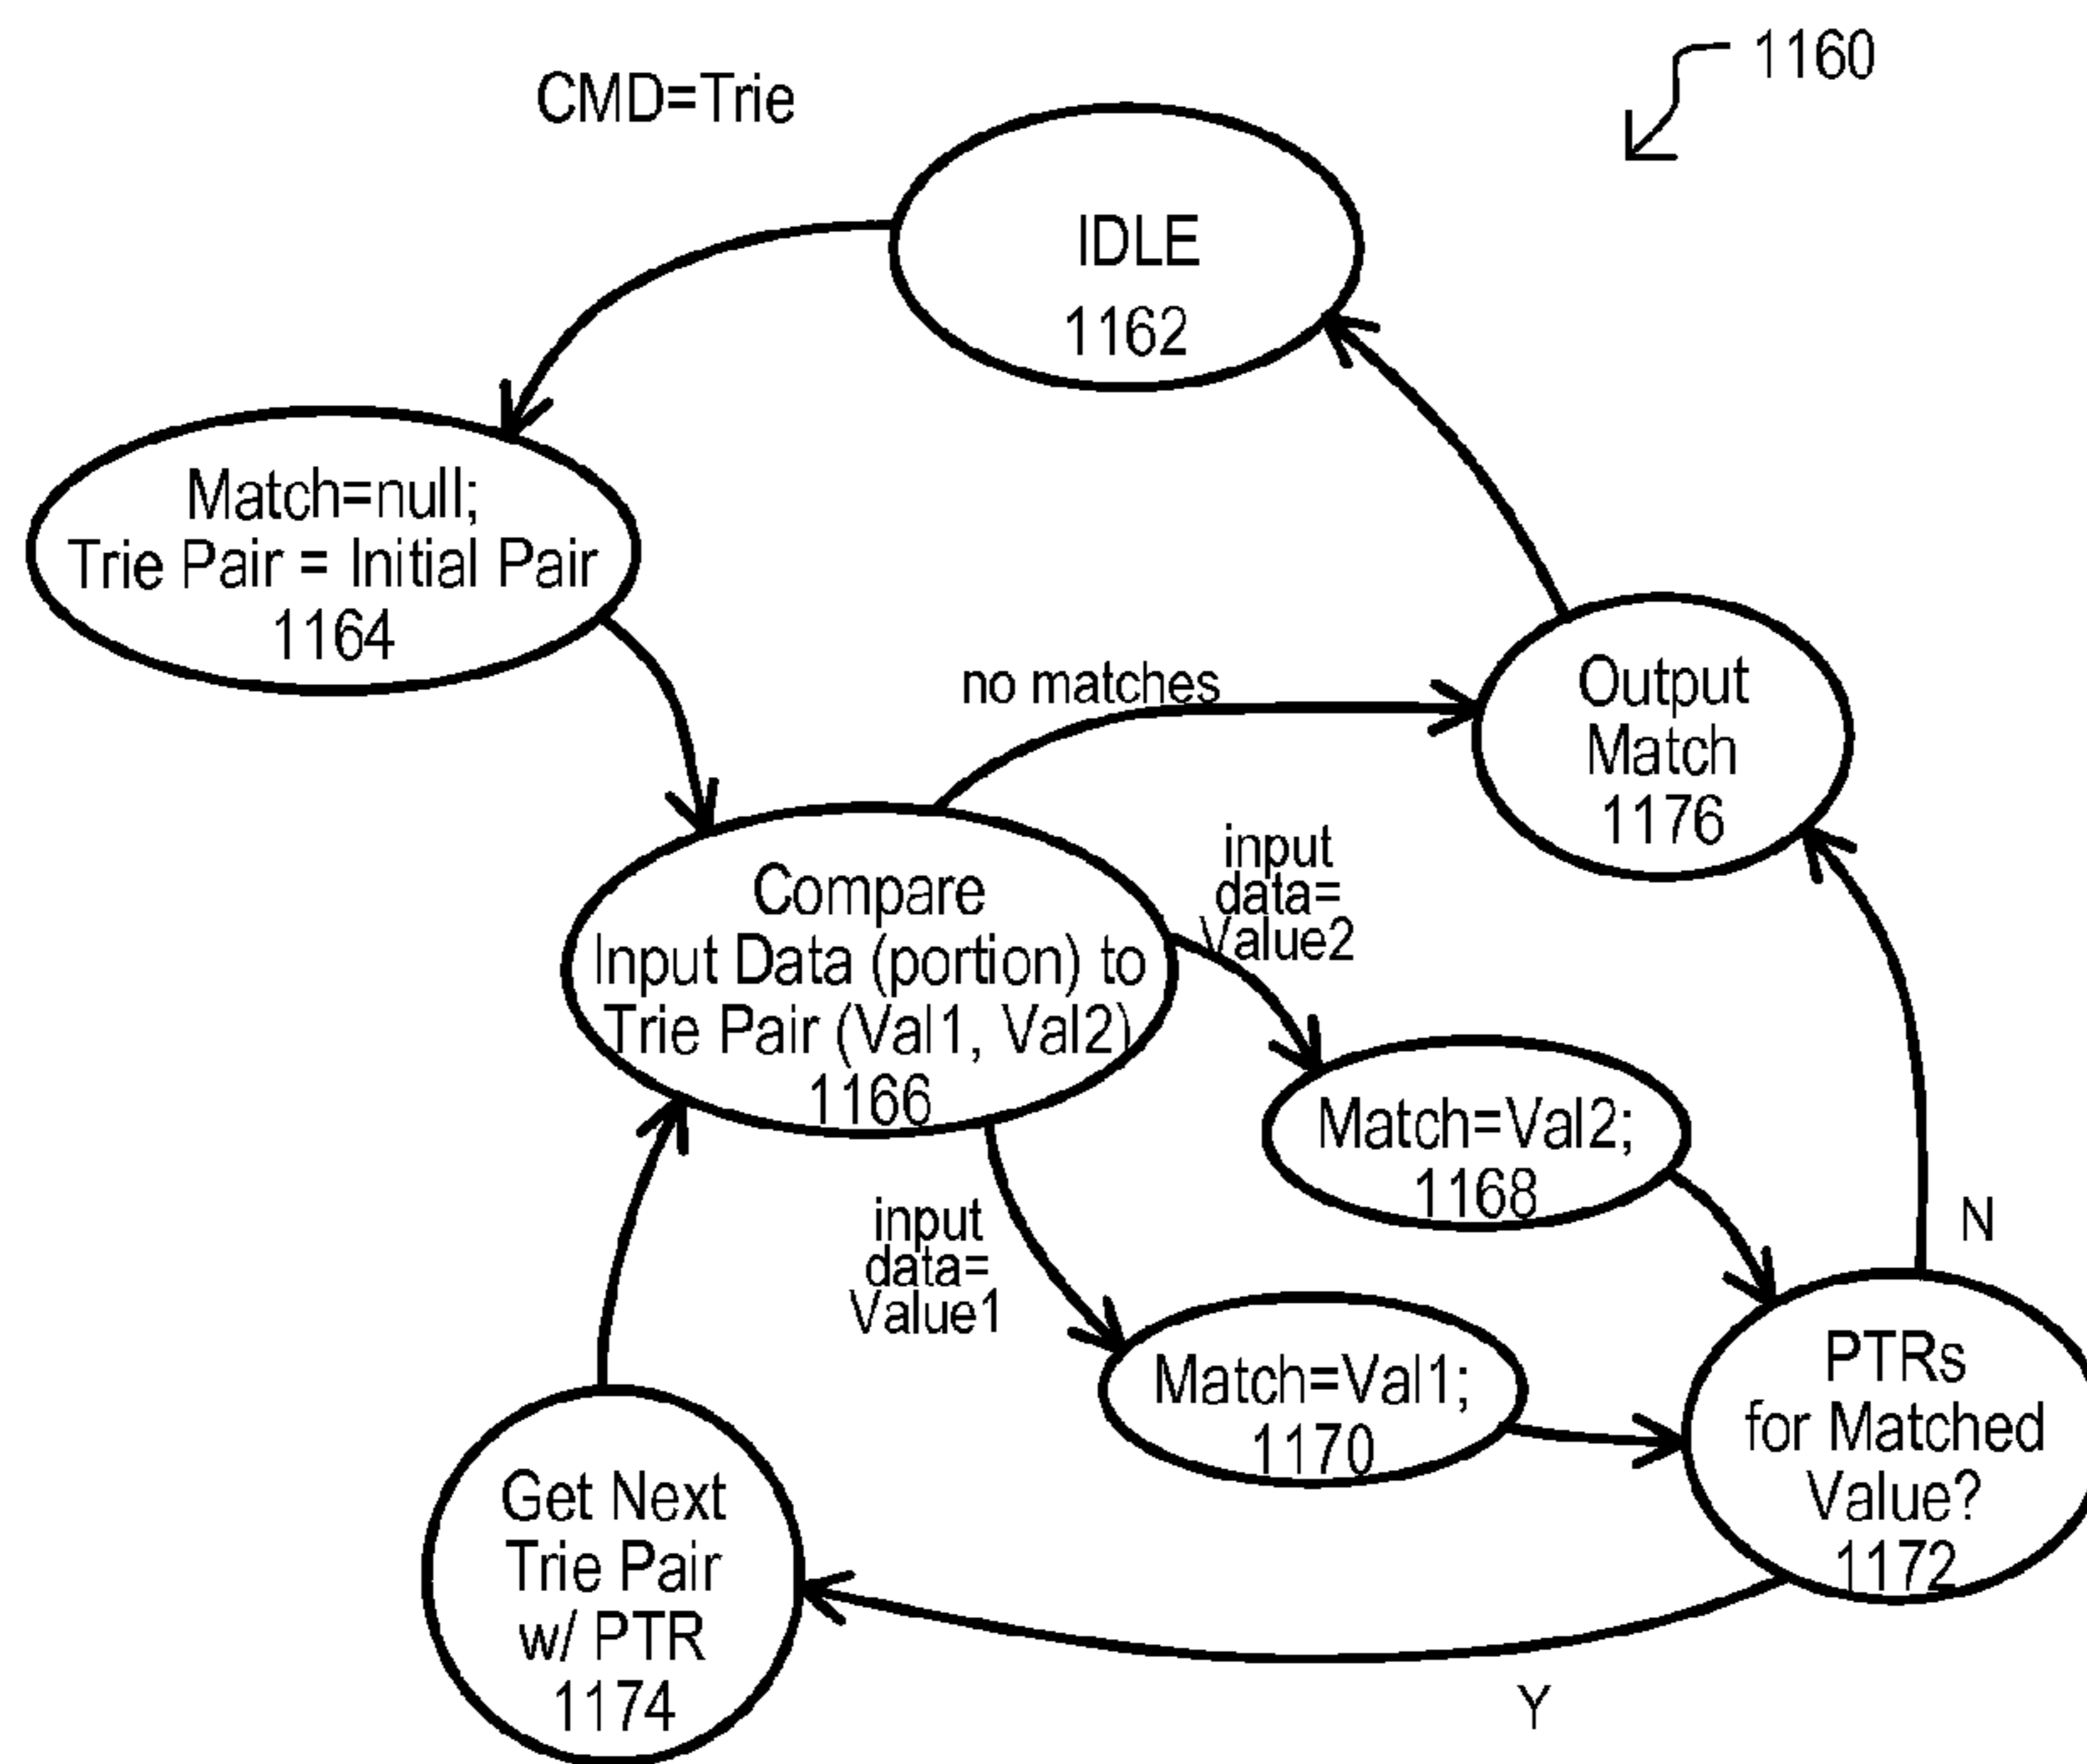 1160
CMD=Trie
IDLE
1162
Match=null;
Trie Pair = Initial Pair
1164
no matches
Output
Match
1176
input
data=
Value2
Compare
Input Data (portion) to
Trie Pair (Val1, Val2)
1166
Match=Val2;
1168
N
input
data=
Value1
Match=Val1;
1170
PTRs
for Matched
Value?
1172
Get Next
Trie Pair
w/ PTR
1174
Y